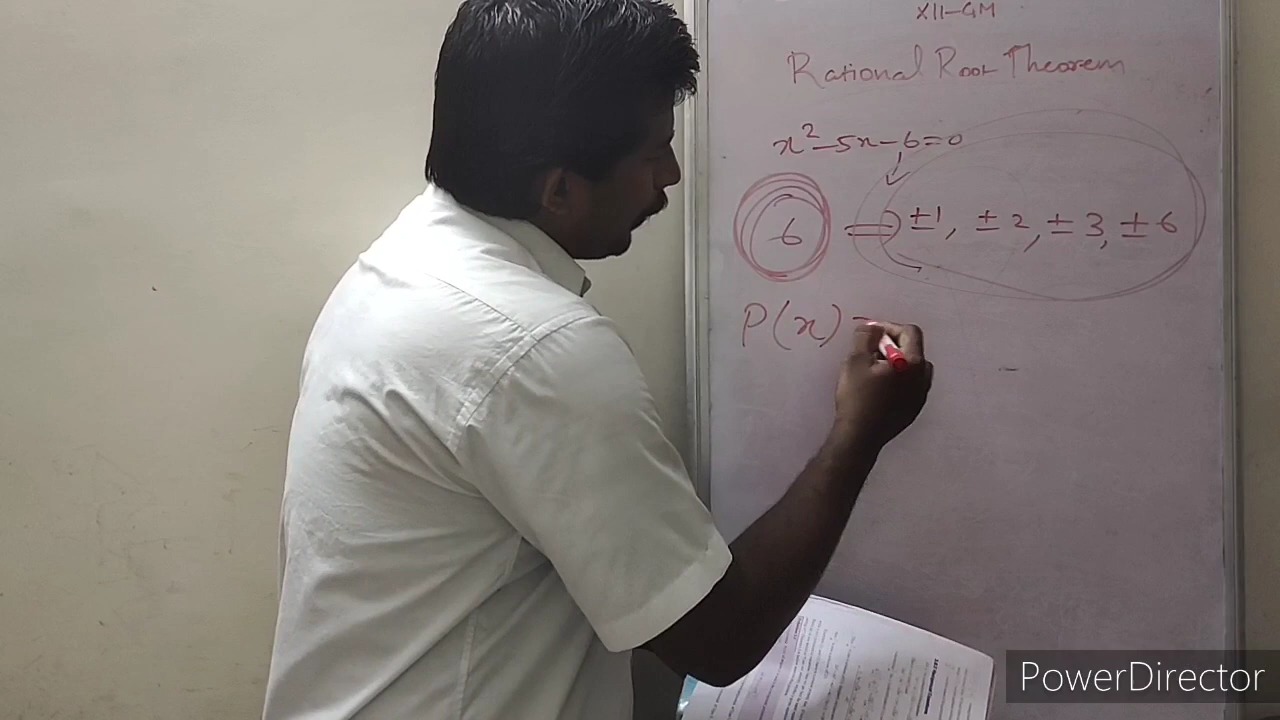 XII-GM
Rational Root Theorem
x²-5x-6=0
6 ⇒ ±1, ±2, ±3, ±6
P(x) =
PowerDirector